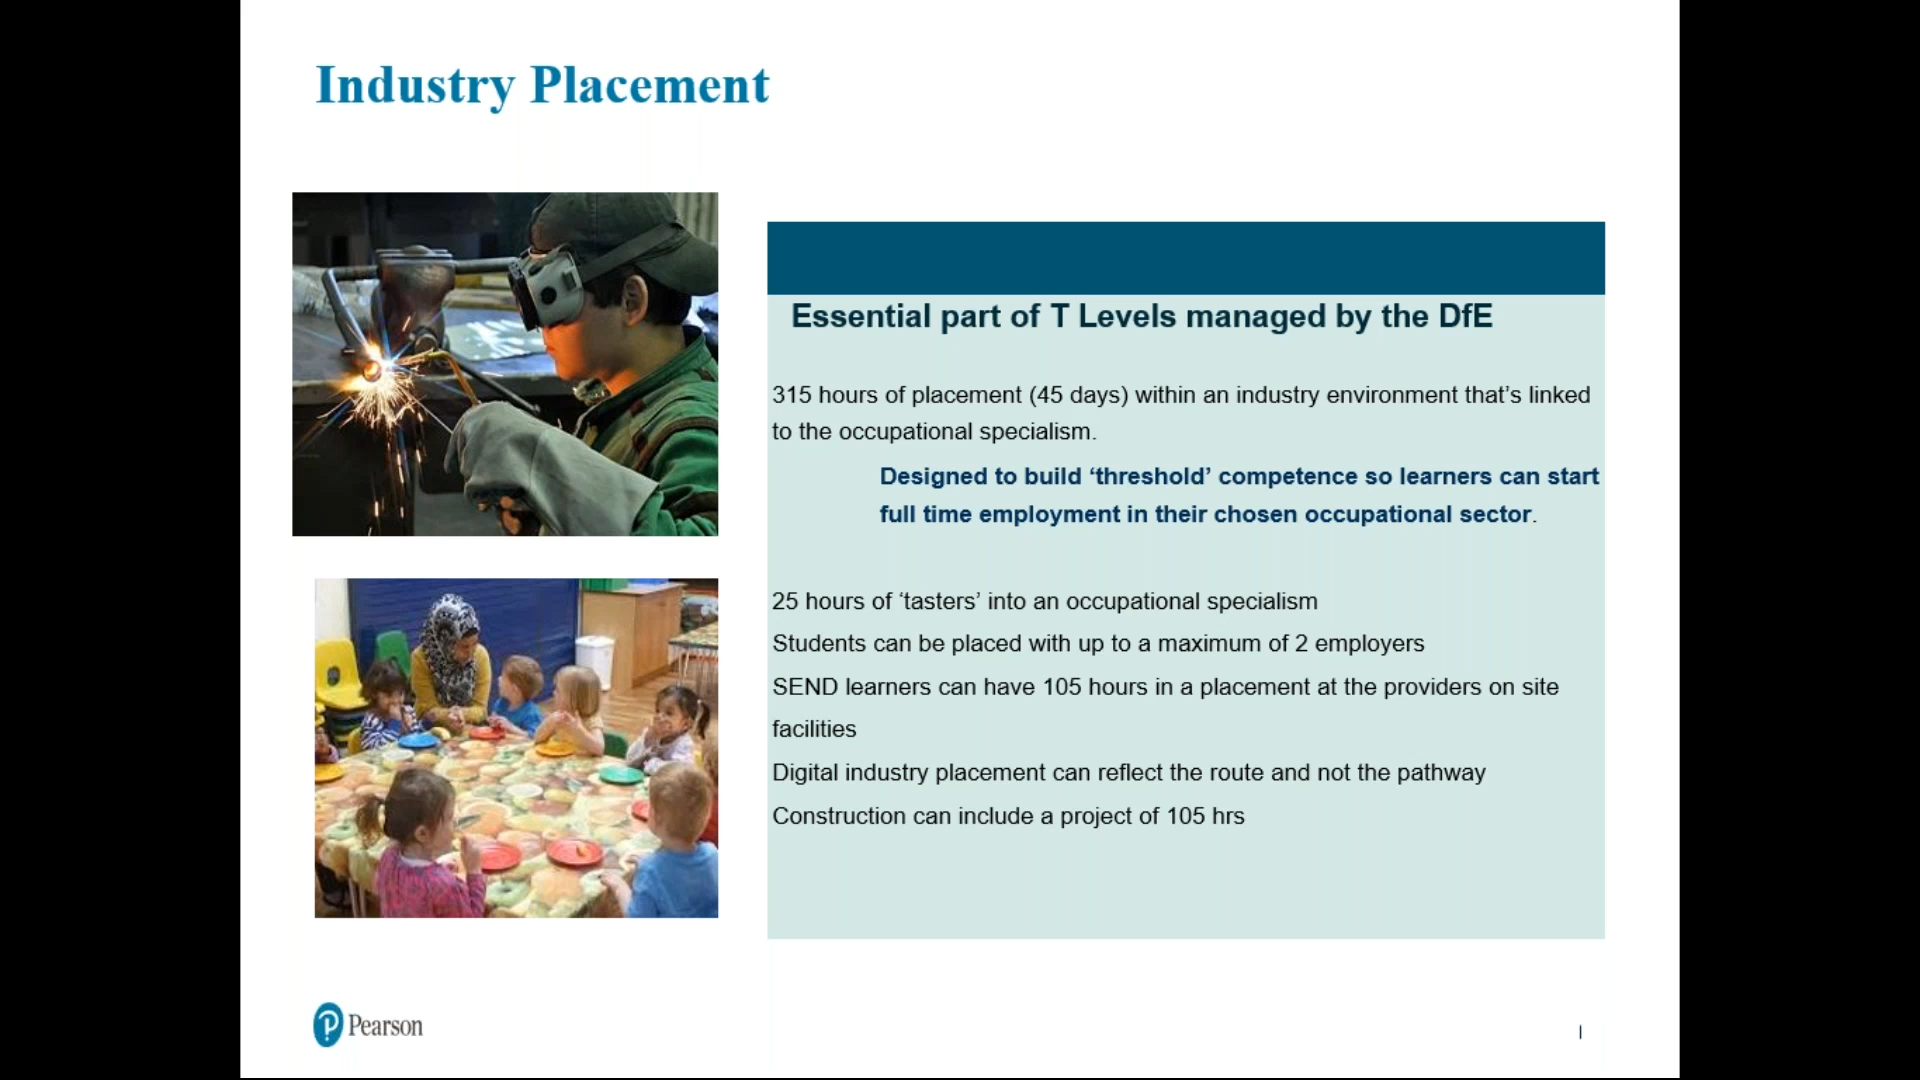 Industry Placement
Essential part of T Levels managed by the DfE
315 hours of placement (45 days) within an industry environment that’s linked
to the occupational specialism.
Designed to build ‘threshold’ competence so learners can start
full time employment in their chosen occupational sector.
25 hours of ‘tasters’ into an occupational specialism
Students can be placed with up to a maximum of 2 employers
SEND learners can have 105 hours in a placement at the providers on site
facilities
Digital industry placement can reflect the route and not the pathway
Construction can include a project of 105 hrs
Pearson